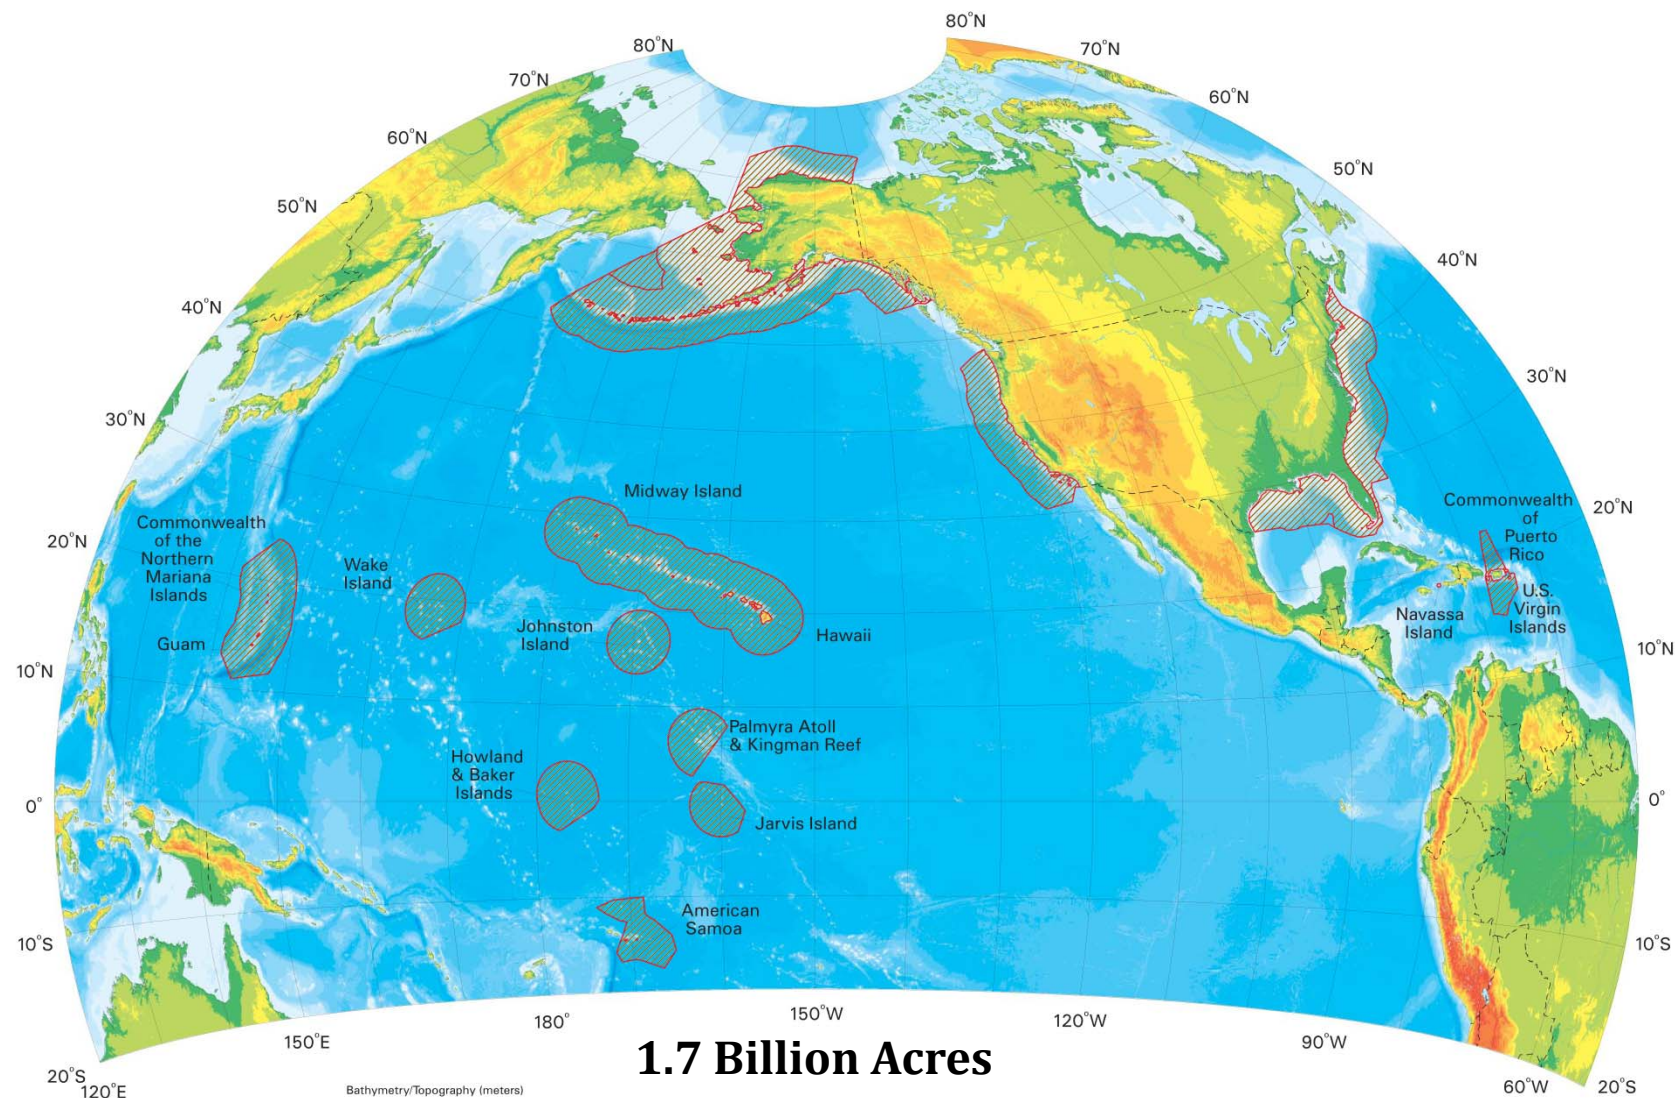 80°N
80°N
70°N
70°N
60°N
60°N
50°N
50°N
40°N
40°N
30°N
30°N
20°N
20°N
10°N
10°N
0°
0°
10°S
10°S
20°S
20°S
120°E
150°E
180°
150°W
120°W
90°W
60°W
Midway Island
Commonwealth
of the
Northern
Mariana
Islands
Guam
Wake
Island
Johnston
Island
Hawaii
Commonwealth
of
Puerto
Rico
U.S.
Virgin
Islands
Navassa
Island
Palmyra Atoll
& Kingman Reef
Howland
& Baker
Islands
Jarvis Island
American
Samoa
1.7 Billion Acres
Bathymetry/Topography (meters)